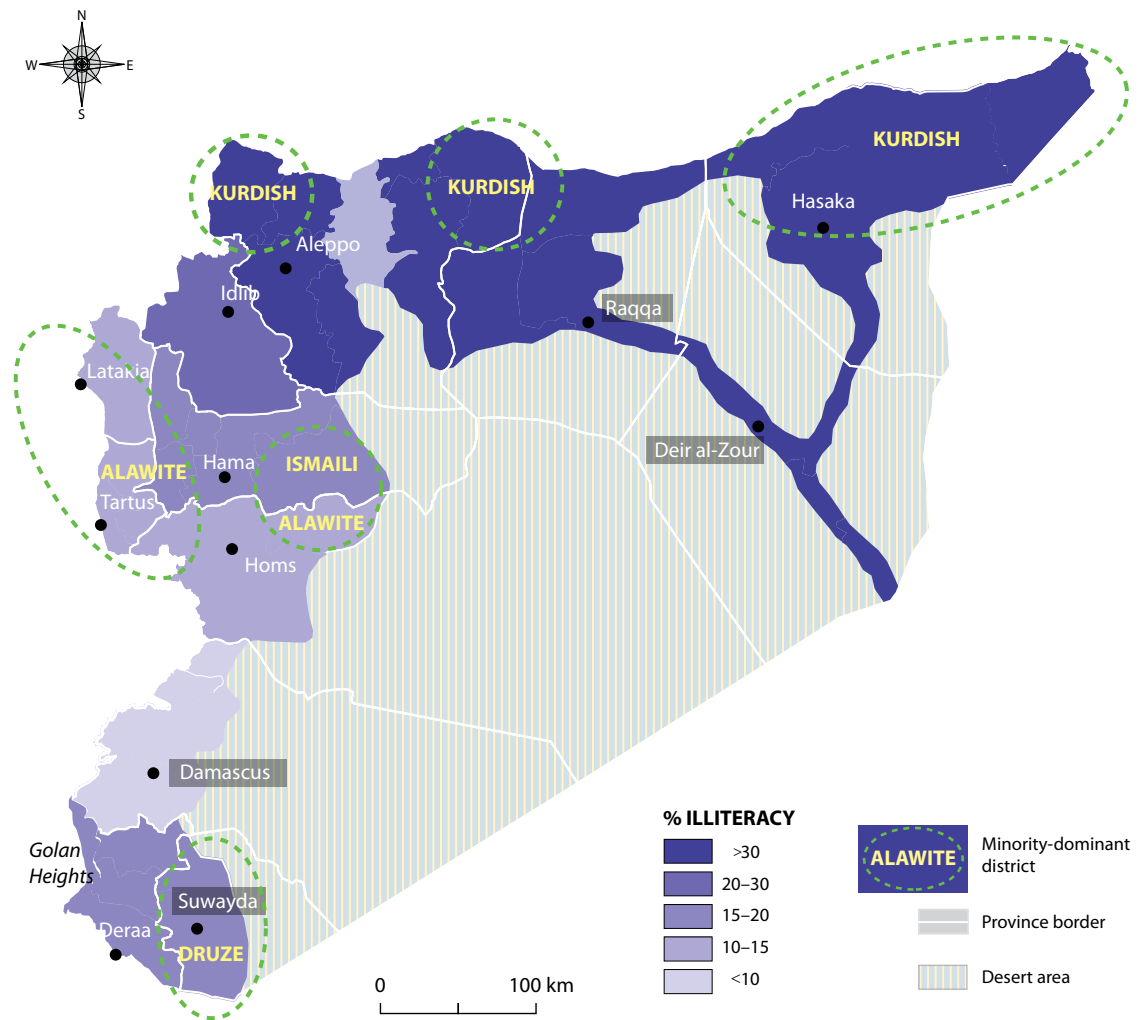 N
W
E
S
KURDISH
KURDISH
KURDISH
Hasaka
Aleppo
Idlib
Raqqa
Latakia
Deir al-Zour
ALAWITE
Hama
ISMAILI
Tartus
ALAWITE
Homs
Damascus
Golan
Heights
Suwayda
Deraa
DRUZE
0
100 km
% ILLITERACY
>30
20–30
15–20
10–15
<10
ALAWITE
Minority-dominant
district
Province border
Desert area